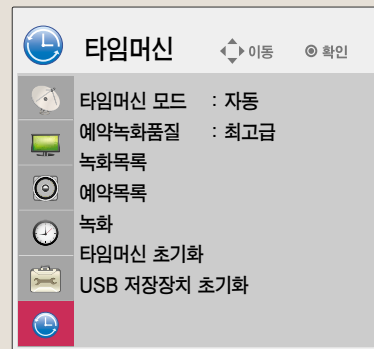 타임머신 이동 확인
타임머신 모드 : 자동
예약녹화품질 : 최고급
녹화목록
예약목록
녹화
타임머신 초기화
USB 저장장치 초기화